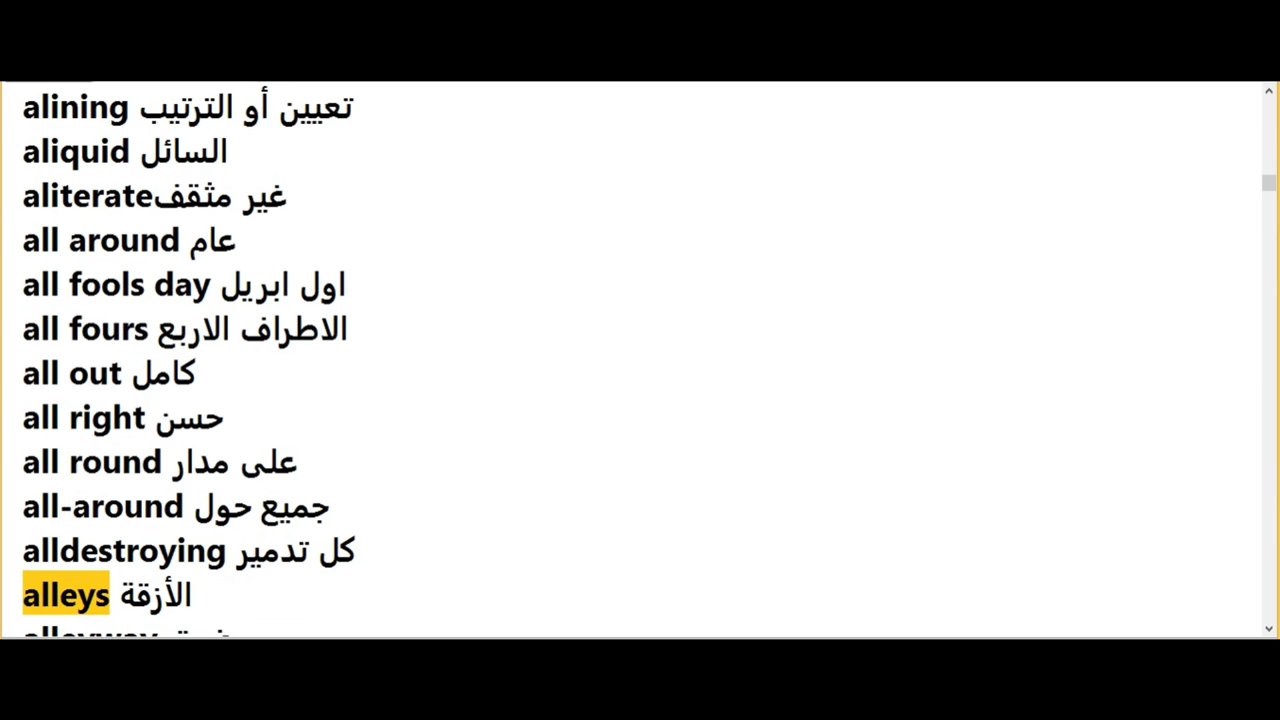 alining تعيين أو الترتيب
aliquid السائل
aliterateغير مثقف
all around عام
all fools day اول ابريل
all fours الاطراف الاربع
all out كامل
all right حسن
all round على مدار
all-around جميع حول
alldestroying كل تدمير
alleys الأزقة
alleyway